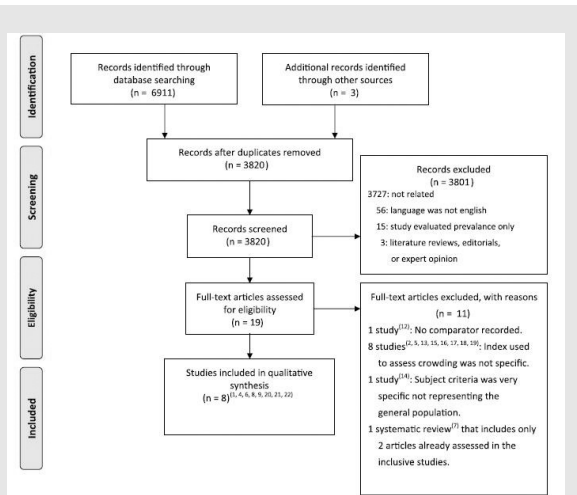 Identification
Records identified through
database searching
(n = 6911)
Additional records identified
through other sources
(n = 3)
Records after duplicates removed
(n = 3820)
Screening
Records screened
(n = 3820)
Records excluded
(n = 3801)
3727: not related
56: language was not english
15: study evaluated prevalance only
3: literature reviews, editorials,
or expert opinion
Eligibility
Full-text articles assessed
for eligibility
(n = 19)
Full-text articles excluded, with reasons
(n = 11)
1 study(12): No comparator recorded.
8 studies(2, 5, 13, 15, 16, 17, 18, 19): Index used
to assess crowding was not specific.
1 study(14): Subject criteria was very
specific not representing the
general population.
1 systematic review(7) that includes only
2 articles already assessed in the
inclusive studies.
Included
Studies included in qualitative
synthesis
(n = 8)(1, 4, 6, 8, 9, 20, 21, 22)